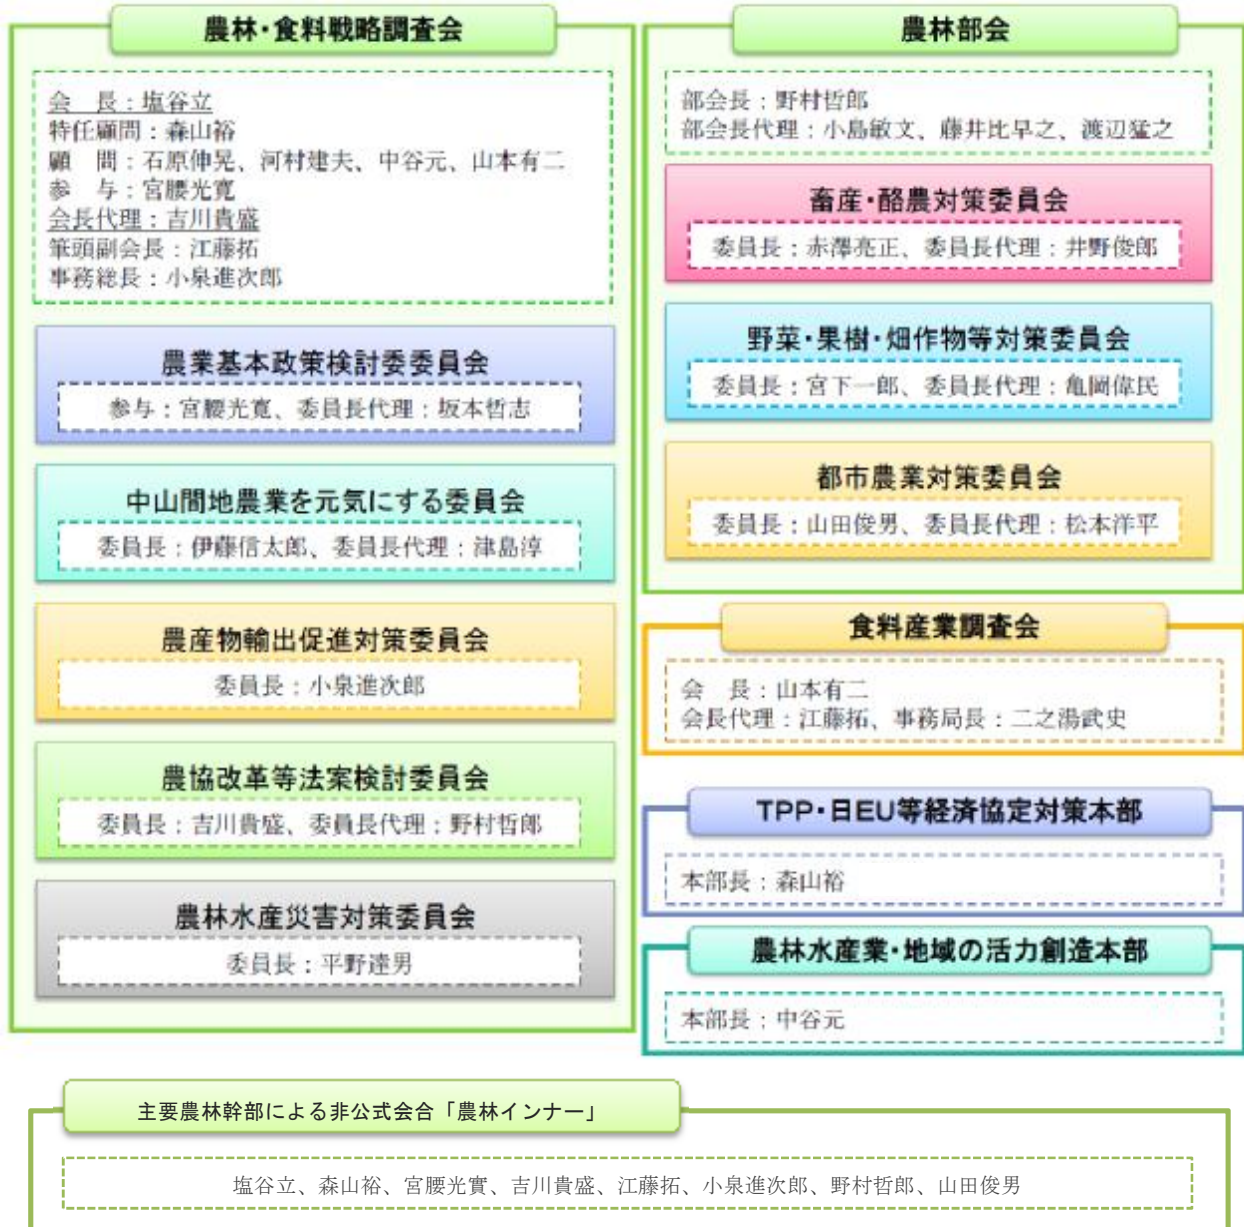 農林・食料戦略調査会
会　長：塩谷立
特任顧問：森山裕
顧　問：石原伸晃、河村建夫、中谷元、山本有二
参　与：宮腰光寛
会長代理：吉川貴盛
筆頭副会長：江藤拓
事務総長：小泉進次郎
農業基本政策検討委委員会
参与：宮腰光寛、委員長代理：坂本哲志
中山間地農業を元気にする委員会
委員長：伊藤信太郎、委員長代理：津島淳
農産物輸出促進対策委員会
委員長：小泉進次郎
農協改革等法案検討委員会
委員長：吉川貴盛、委員長代理：野村哲郎
農林水産災害対策委員会
委員長：平野達男
農林部会
部会長：野村哲郎
部会長代理：小島敏文、藤井比早之、渡辺猛之
畜産・酪農対策委員会
委員長：赤澤亮正、委員長代理：井野俊郎
野菜・果樹・畑作物等対策委員会
委員長：宮下一郎、委員長代理：亀岡偉民
都市農業対策委員会
委員長：山田俊男、委員長代理：松本洋平
食料産業調査会
会　長：山本有二
会長代理：江藤拓、事務局長：二之湯武史
TPP・日EU等経済協定対策本部
本部長：森山裕
農林水産業・地域の活力創造本部
本部長：中谷元
主要農林幹部による非公式会合「農林インナー」
塩谷立、森山裕、宮腰光實、吉川貴盛、江藤拓、小泉進次郎、野村哲郎、山田俊男